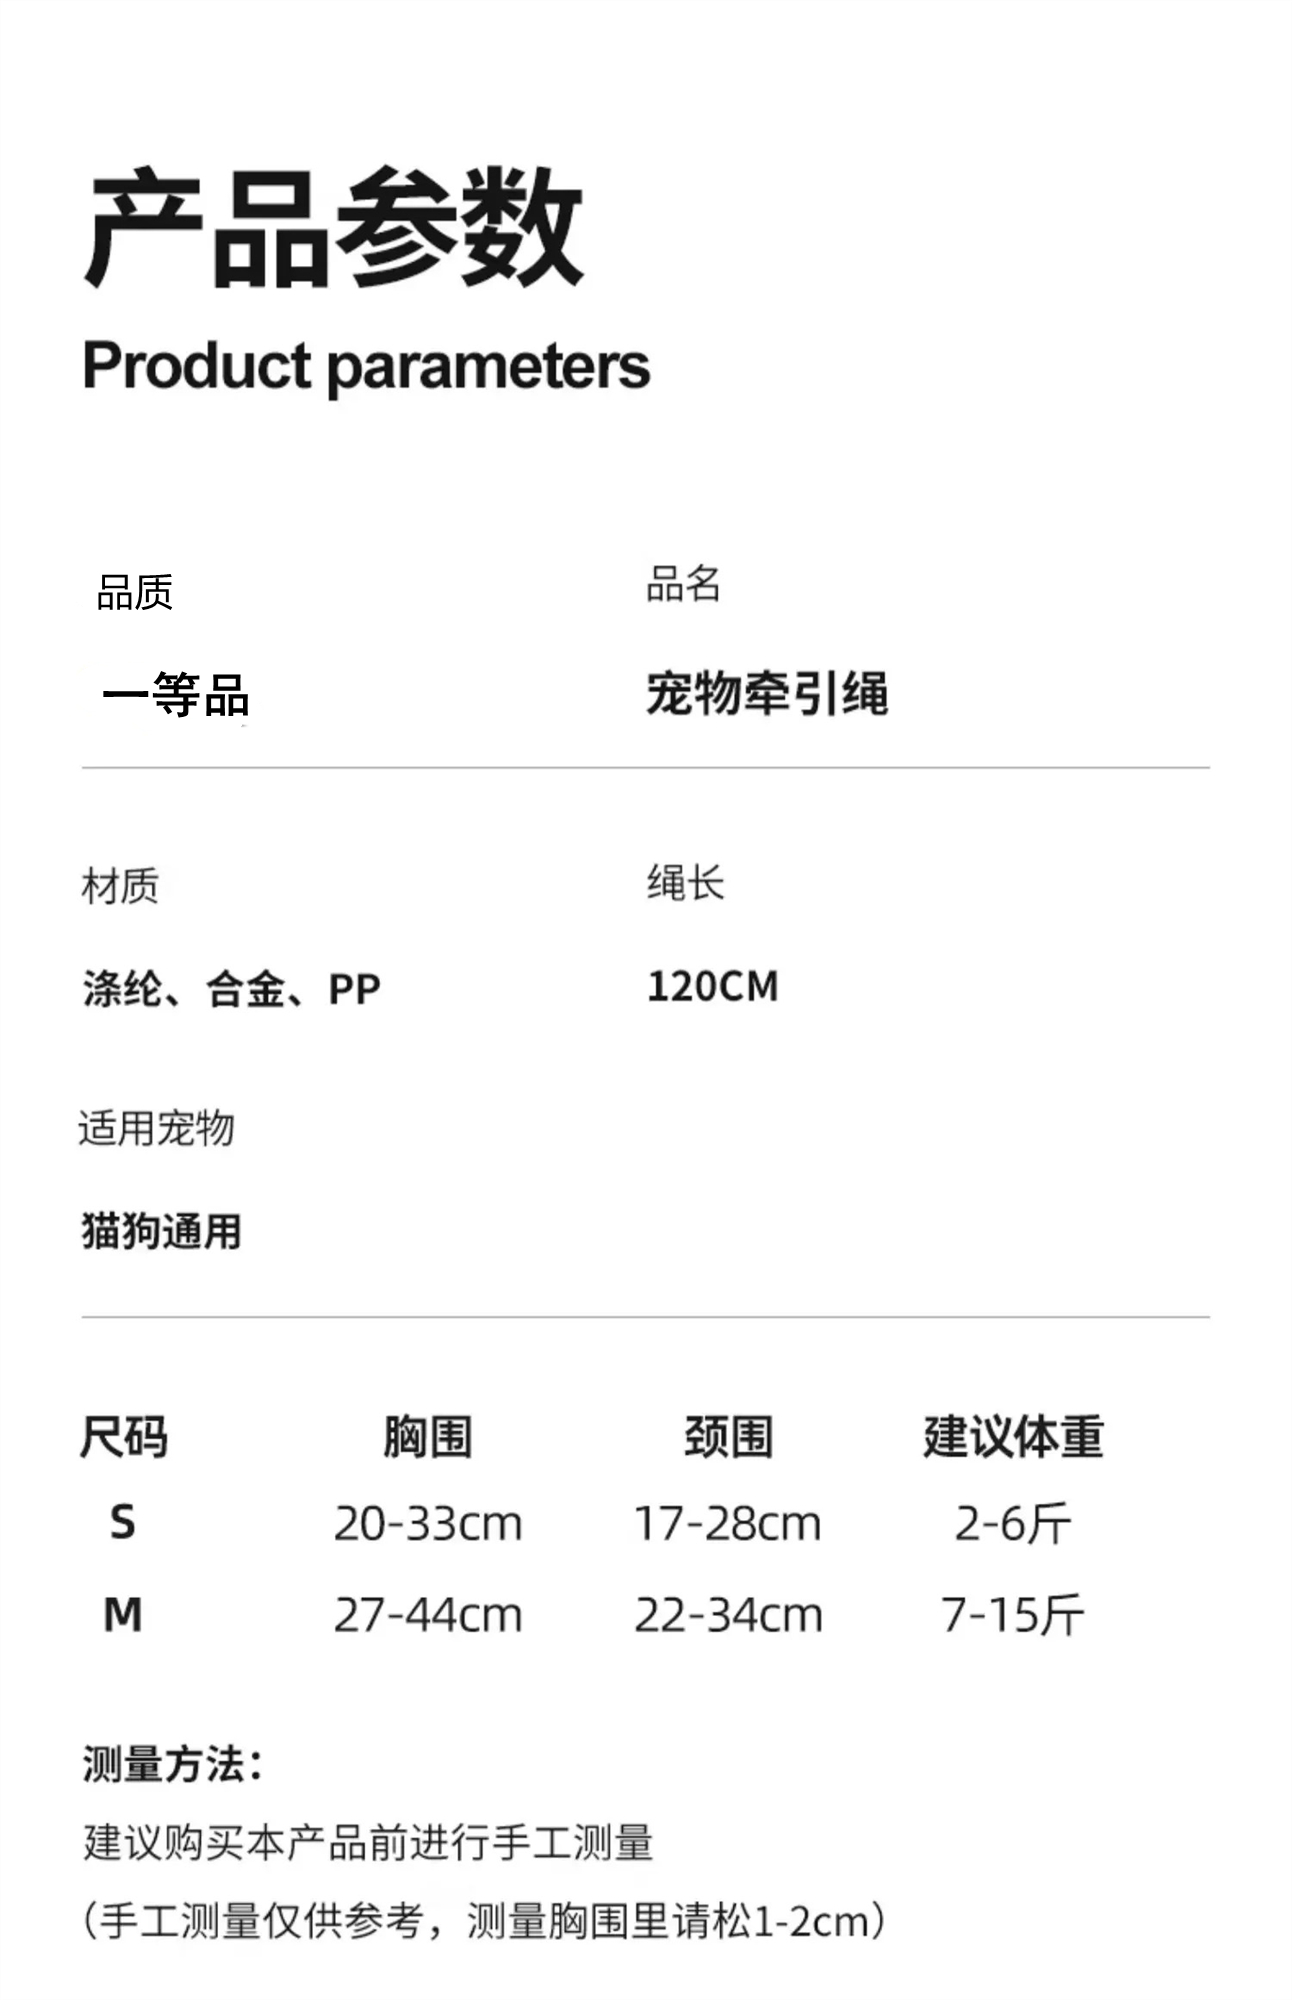 产品参数
Product parameters
品质 品名
一等品 宠物牵引绳
材质 绳长
涤纶、合金、PP 120CM
适用宠物
猫狗通用
尺码 胸围 颈围 建议体重
S 20-33cm 17-28cm 2-6斤
M 27-44cm 22-34cm 7-15斤
测量方法：
建议购买本产品前进行手工测量
（手工测量仅供参考，测量胸围里请松1-2cm）